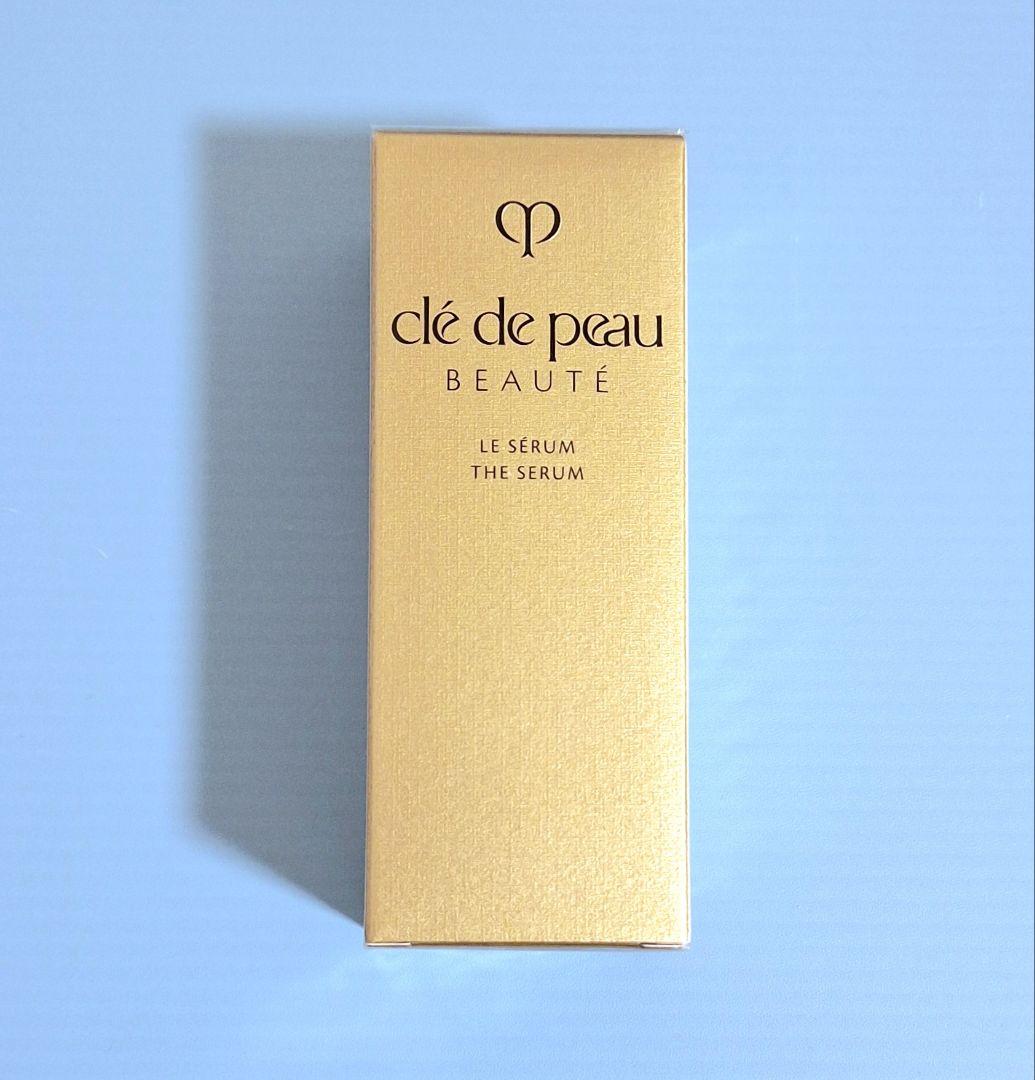 clé de peau
BEAUTÉ
LE SÉRUM
THE SERUM